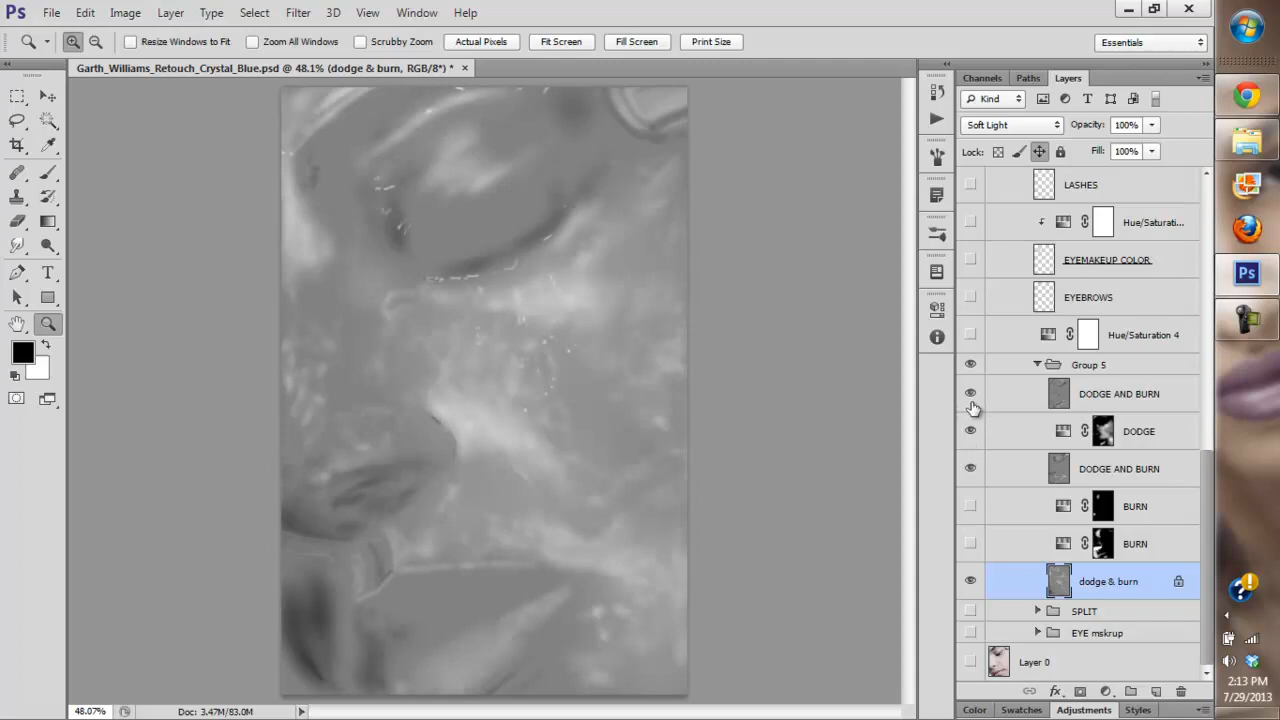 Ps File Edit Image Layer Type Select Filter 3D View Window Help
Resize Windows to Fit Zoom All Windows Scrubby Zoom Actual Pixels Fit Screen Fill Screen Print Size Essentials
Garth_Williams_Retouch_Crystal_Blue.psd @ 48.1% (dodge & burn, RGB/8*) * ×
Channels Paths Layers
Kind
Soft Light Opacity: 100%
Lock: Fill: 100%
LASHES
Hue/Saturati...
EYEMAKEUP COLOR
EYEBROWS
Hue/Saturation 4
Group 5
DODGE AND BURN
DODGE
DODGE AND BURN
BURN
BURN
dodge & burn
SPLIT
EYE mskrup
Layer 0
fx
Color Swatches Adjustments Styles
48.07% Doc: 3.47M/83.0M
Ps
2:13 PM
7/29/2013